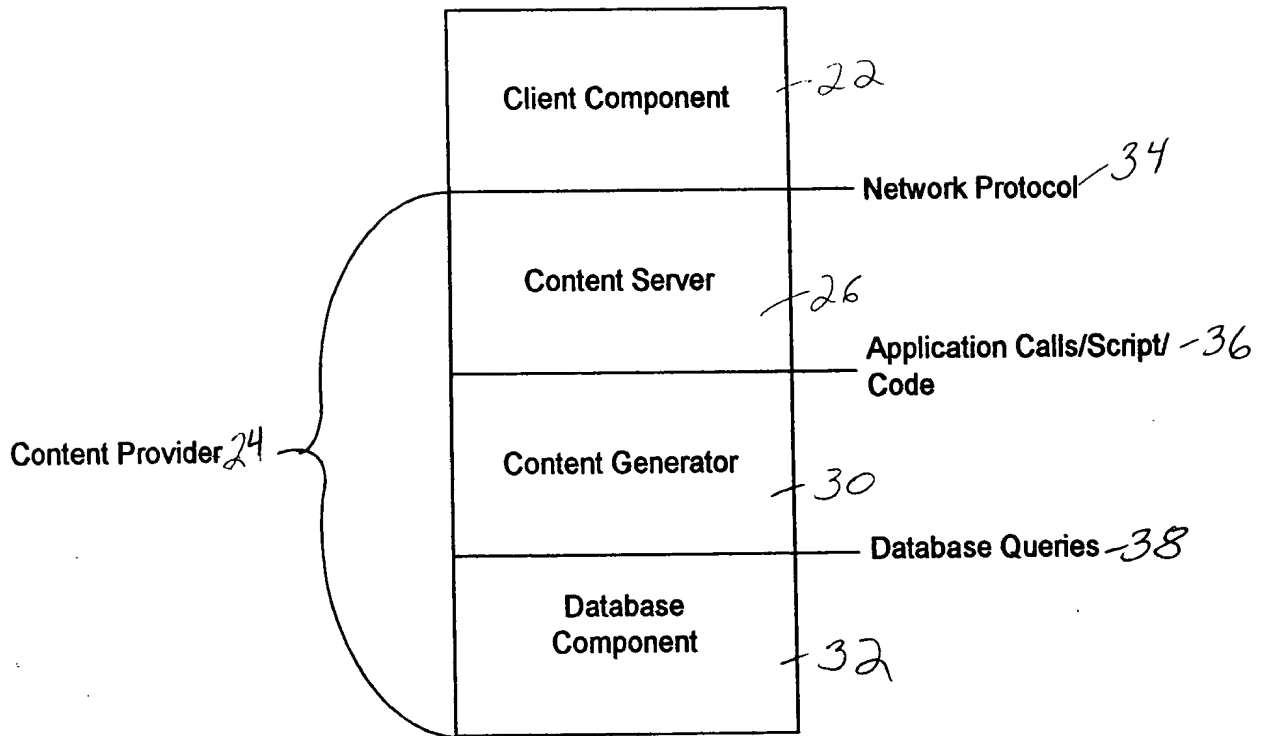 Client Component
22
Network Protocol 34
Content Server
26
Application Calls/Script/ 36
Code
Content Provider 24
Content Generator
30
Database Queries 38
Database
Component
32